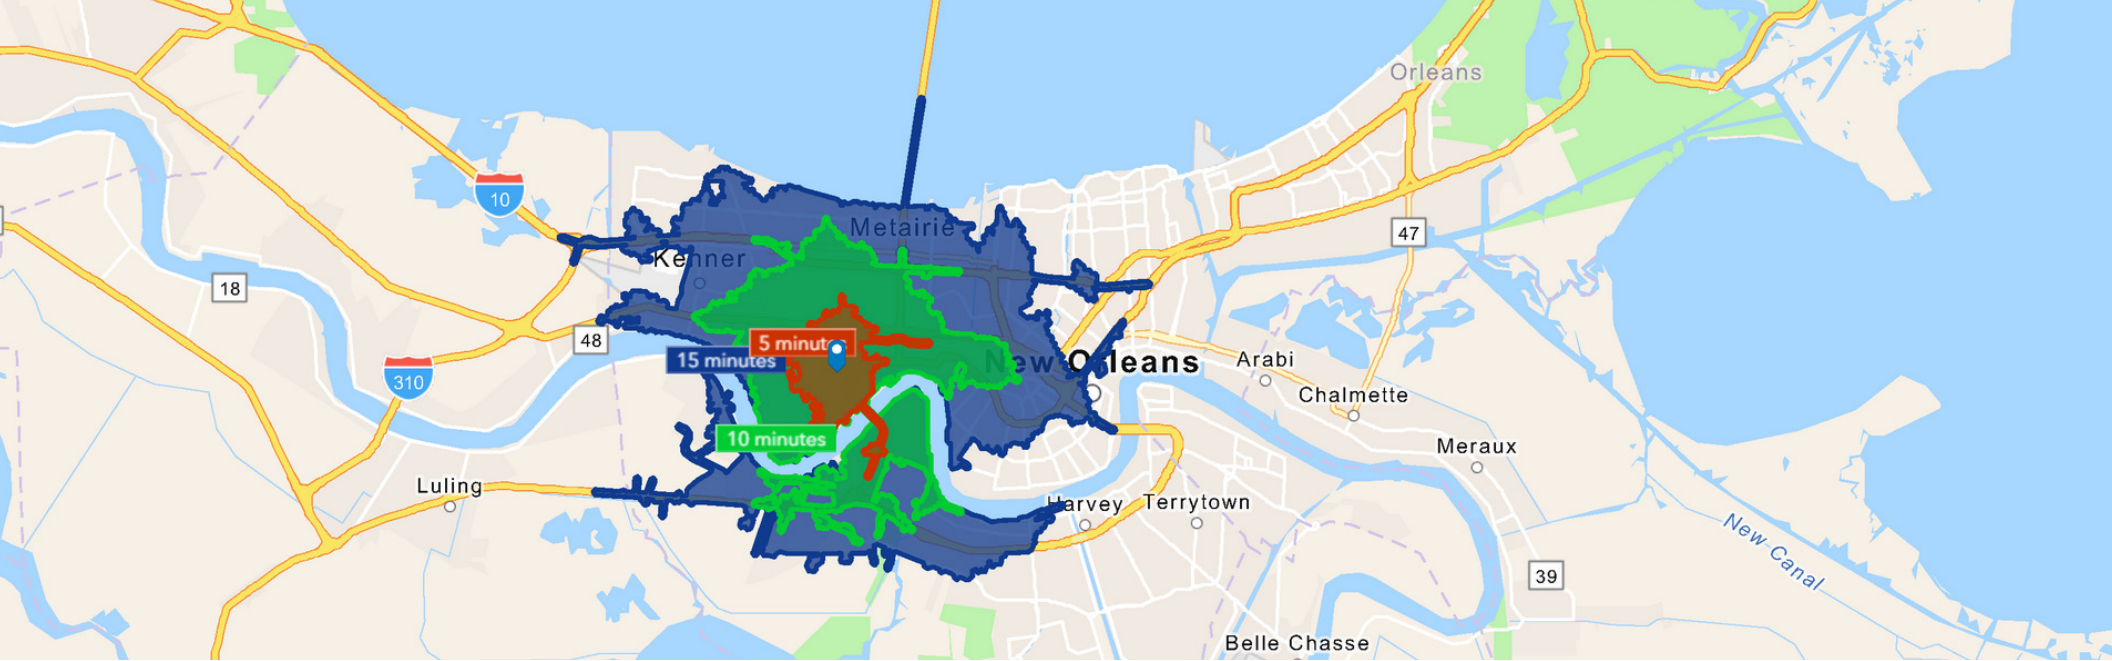 Orleans
10
47
Metairie
Kenner
18
48
5 minutes
15 minutes
New Orleans
Arabi
310
Chalmette
10 minutes
Meraux
Luling
Harvey
Terrytown
New Canal
39
Belle Chasse